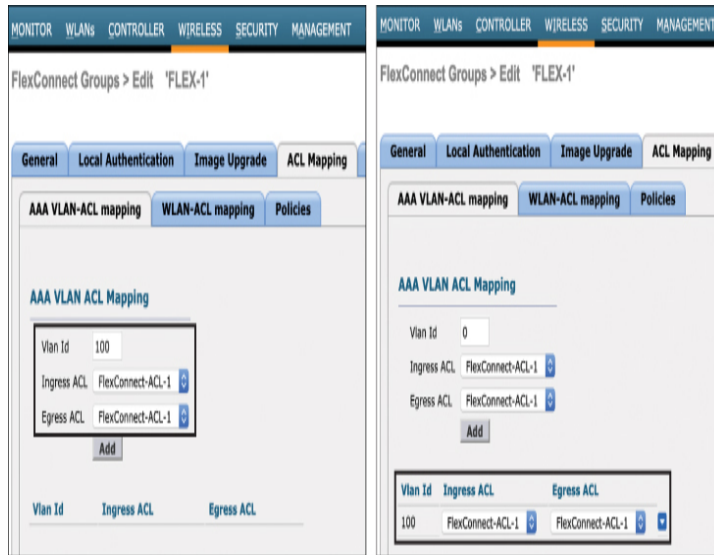 MONITOR WLANs CONTROLLER WIRELESS SECURITY MANAGEMENT
FlexConnect Groups > Edit 'FLEX-1'
General Local Authentication Image Upgrade ACL Mapping
AAA VLAN-ACL mapping WLAN-ACL mapping Policies
AAA VLAN ACL Mapping
Vlan Id 100
Ingress ACL FlexConnect-ACL-1
Egress ACL FlexConnect-ACL-1
Add
Vlan Id Ingress ACL Egress ACL
MONITOR WLANs CONTROLLER WIRELESS SECURITY MANAGEMENT
FlexConnect Groups > Edit 'FLEX-1'
General Local Authentication Image Upgrade ACL Mapping
AAA VLAN-ACL mapping WLAN-ACL mapping Policies
AAA VLAN ACL Mapping
Vlan Id 0
Ingress ACL FlexConnect-ACL-1
Egress ACL FlexConnect-ACL-1
Add
Vlan Id Ingress ACL Egress ACL
100 FlexConnect-ACL-1 FlexConnect-ACL-1